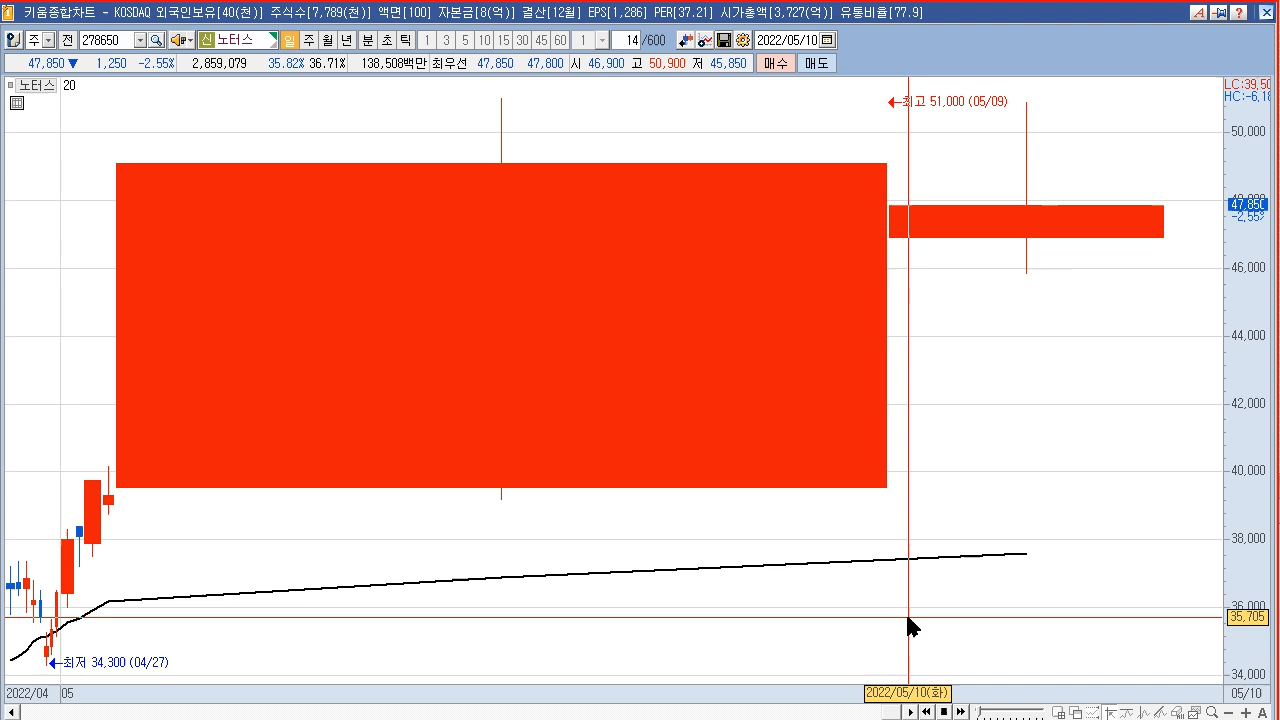 키움종합차트 - KOSDAQ 외국인보유[40(천)] 주식수[7,789(천)] 액면[100] 자본금[8(억)] 결산[12월] EPS[1,286] PER[37.21] 시가총액[3,727(억)] 유통비율[77.9]
주 전 278650 신 노터스 일 주 월 년 분 초 틱 1 3 5 10 15 30 45 60 1 14 /600 2022/05/10
47,850 ▼ 1,250 -2.55% 2,859,079 35.82% 36.71% 138,508백만 최우선 47,850 47,800 시 46,900 고 50,900 저 45,850 매수 매도
노터스 20
LC:39,50
HC:-6,18
최고 51,000 (05/09)
50,000
47,850
-2.55%
46,000
44,000
42,000
40,000
38,000
36,000
35,705
최저 34,300 (04/27)
34,000
2022/04 05 2022/05/10(화) 05/10